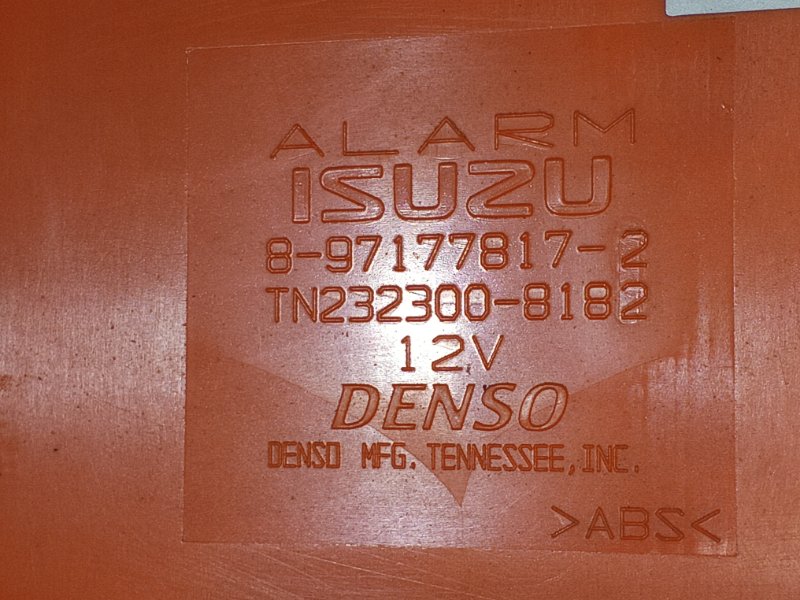 ALARM
ISUZU
8-97177817-2
TN232300-8182
12V
DENSO
DENSO MFG. TENNESSEE, INC.
>ABS<